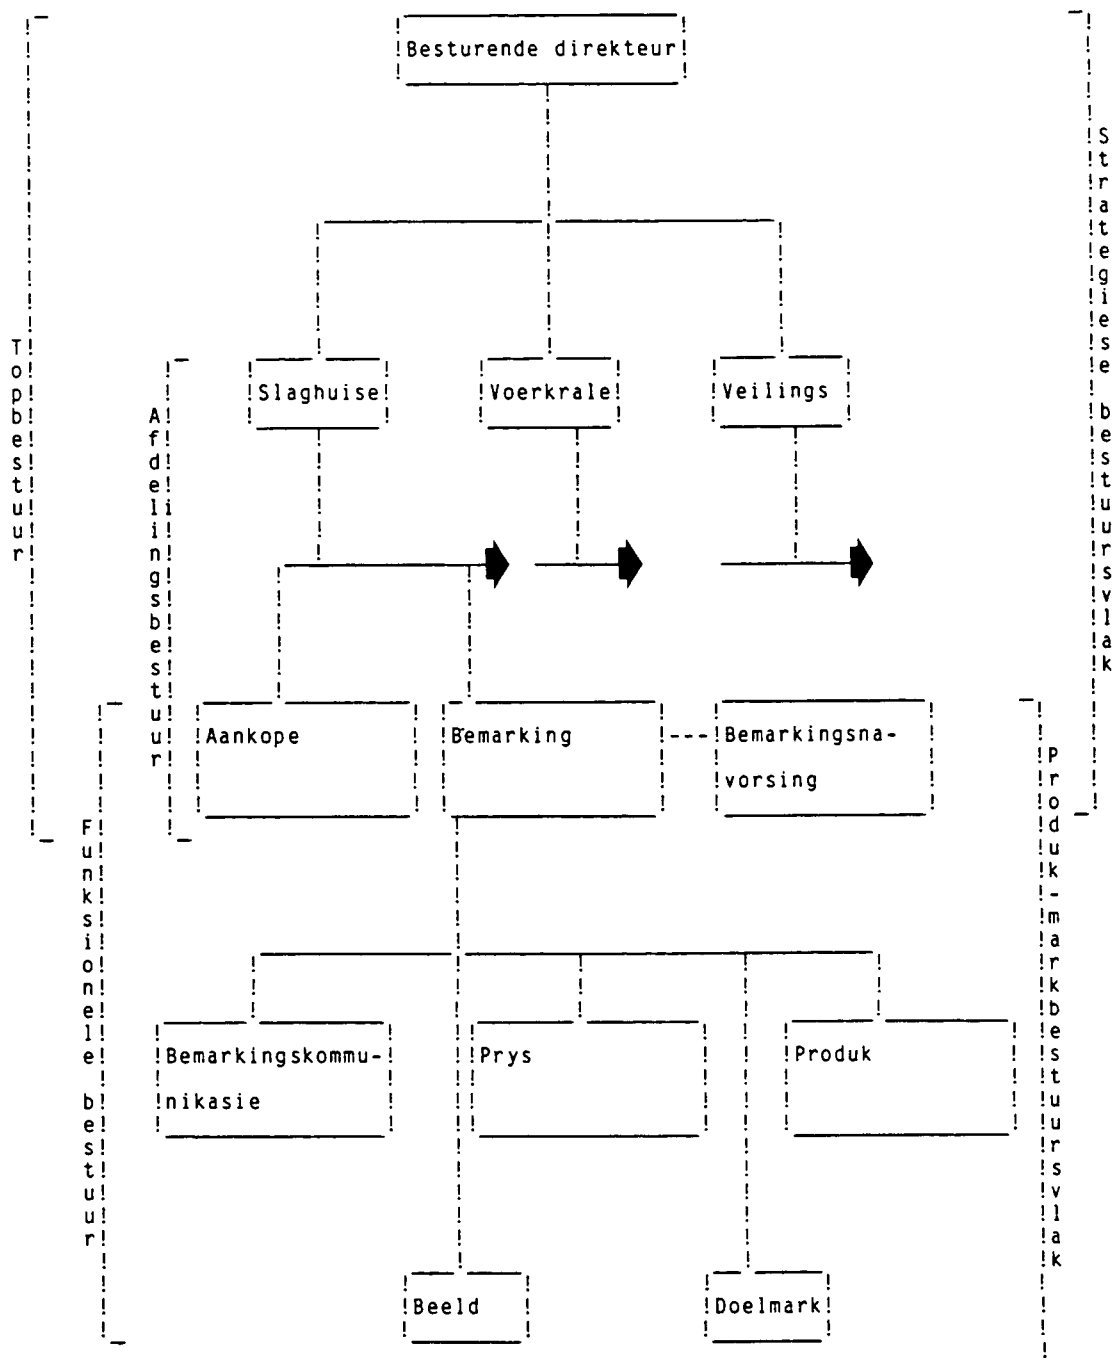 Besturende direkteur
Strategiese bestuursvlak
Topbestuur
Afdelingsbestuur
Slaghuise
Voerkrale
Veilings
Aankope
Bemarking
Bemarkingsna-
vorsing
Funksionele bestuur
Produk-markbestuursvlak
Bemarkingskommu-
nikasie
Prys
Produk
Beeld
Doelmark